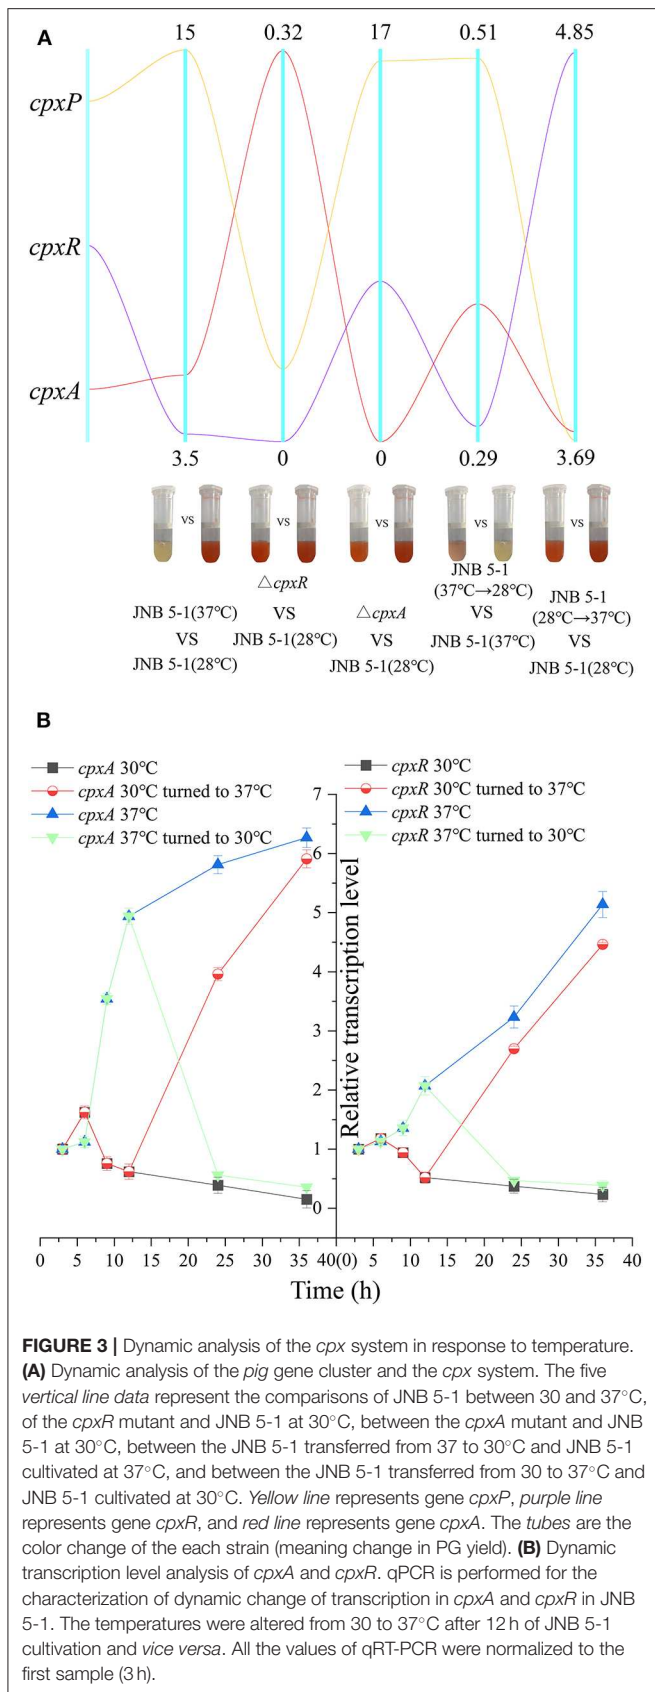 A
15 0.32 17 0.51 4.85
cpxP
cpxR
cpxA
3.5 0 0 0.29 3.69
VS VS VS VS VS
JNB 5-1(37℃)
VS
JNB 5-1(28℃)
△cpxR
VS
JNB 5-1(28℃)
△cpxA
VS
JNB 5-1(28℃)
JNB 5-1
(37℃→28℃)
VS
JNB 5-1(37℃)
JNB 5-1
(28℃→37℃)
VS
JNB 5-1(28℃)
B
cpxA 30℃
cpxA 30℃ turned to 37℃
cpxA 37℃
cpxA 37℃ turned to 30℃
cpxR 30℃
cpxR 30℃ turned to 37℃
cpxR 37℃
cpxR 37℃ turned to 30℃
7
6
5
4
3
2
1
0
Relative transcription level
0 5 10 15 20 25 30 35 40(0) 5 10 15 20 25 30 35 40
Time (h)
FIGURE 3 | Dynamic analysis of the cpx system in response to temperature.
(A) Dynamic analysis of the pig gene cluster and the cpx system. The five
vertical line data represent the comparisons of JNB 5-1 between 30 and 37°C,
of the cpxR mutant and JNB 5-1 at 30°C, between the cpxA mutant and JNB
5-1 at 30°C, between the JNB 5-1 transferred from 37 to 30°C and JNB 5-1
cultivated at 37°C, and between the JNB 5-1 transferred from 30 to 37°C and
JNB 5-1 cultivated at 30°C. Yellow line represents gene cpxP, purple line
represents gene cpxR, and red line represents gene cpxA. The tubes are the
color change of the each strain (meaning change in PG yield). (B) Dynamic
transcription level analysis of cpxA and cpxR. qPCR is performed for the
characterization of dynamic change of transcription in cpxA and cpxR in JNB
5-1. The temperatures were altered from 30 to 37°C after 12 h of JNB 5-1
cultivation and vice versa. All the values of qRT-PCR were normalized to the
first sample (3 h).